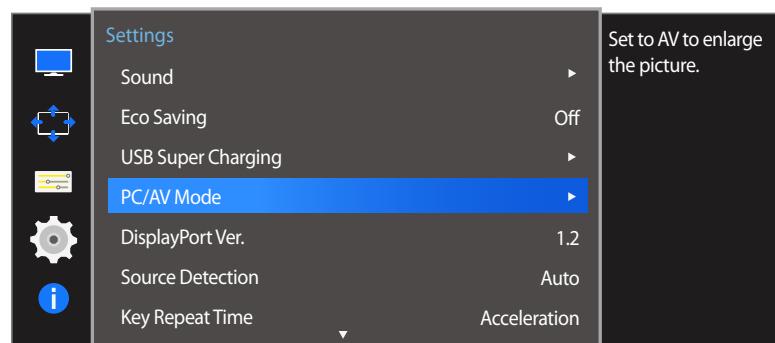 Settings
Sound
Eco Saving Off
USB Super Charging
PC/AV Mode
DisplayPort Ver. 1.2
Source Detection Auto
Key Repeat Time Acceleration
Set to AV to enlarge
the picture.